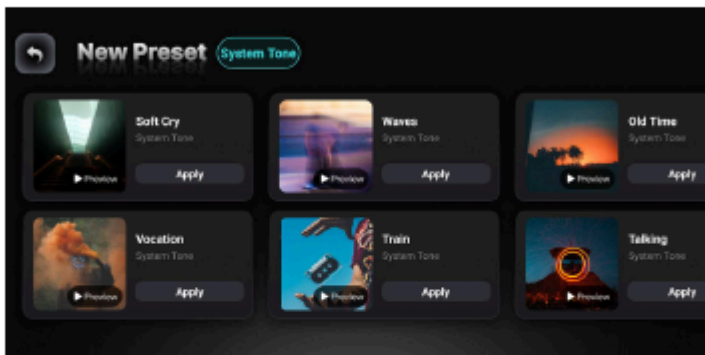 New Preset System Tone
Soft Cry
System Tone
Preview
Apply
Waves
System Tone
Preview
Apply
Old Time
System Tone
Preview
Apply
Vocation
System Tone
Preview
Apply
Train
System Tone
Preview
Apply
Talking
System Tone
Preview
Apply